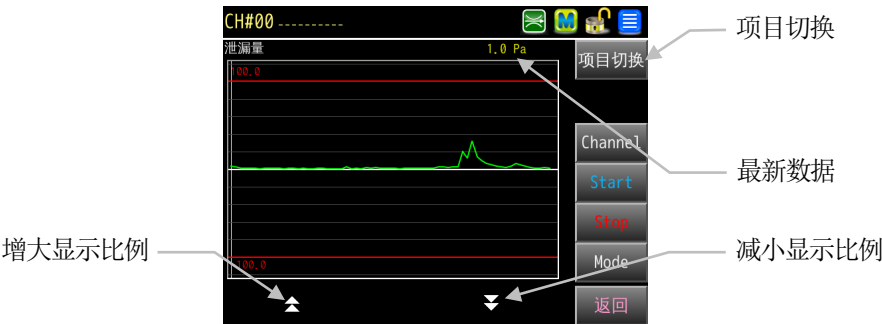 CH#00 ----------
M
项目切换
泄漏量 1.0 Pa
项目切换
100.0
Channel
最新数据
Start
Stop
增大显示比例
减小显示比例
Mode
-100.0
返回